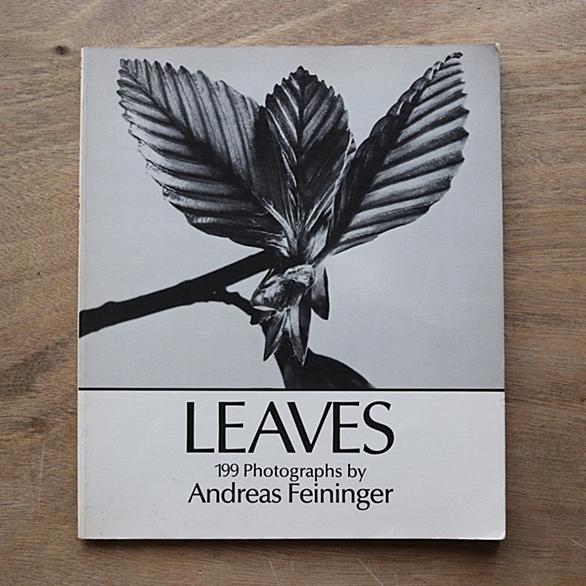 LEAVES
199 Photographs by
Andreas Feininger